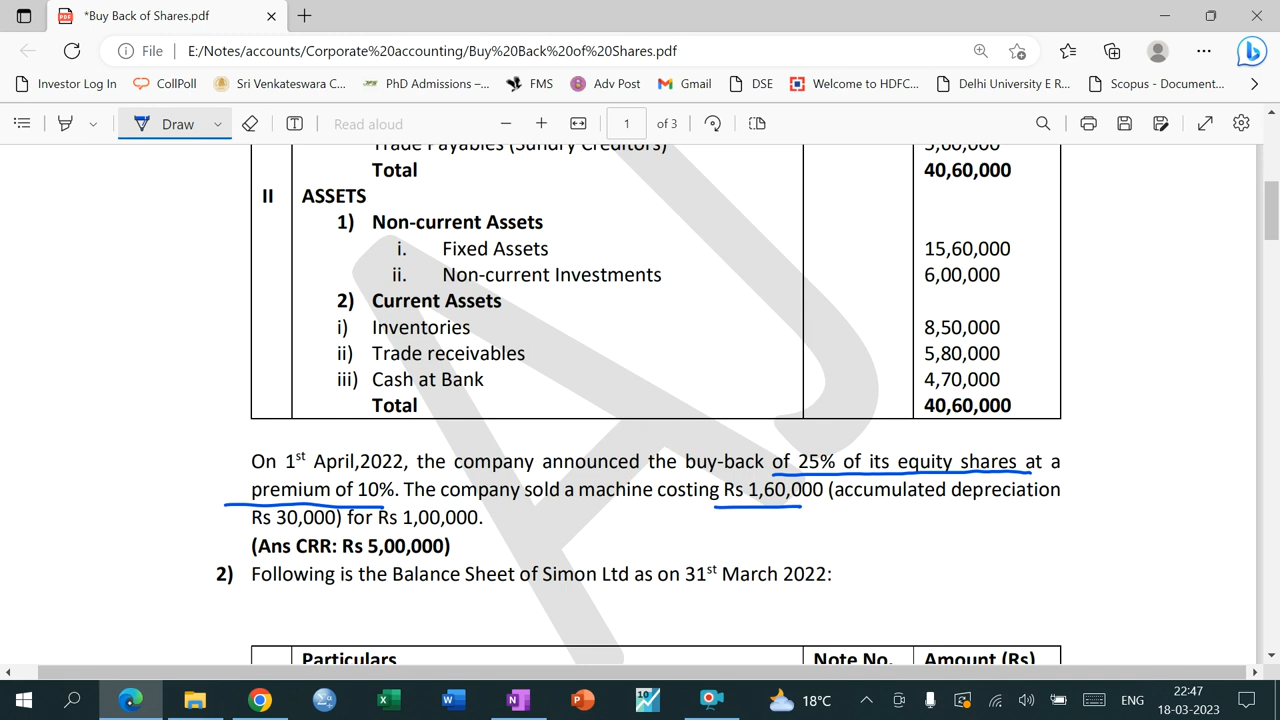 *Buy Back of Shares.pdf
File E:/Notes/accounts/Corporate%20accounting/Buy%20Back%20of%20Shares.pdf
Investor Log In CollPoll Sri Venkateswara C... PhD Admissions –... FMS Adv Post Gmail DSE Welcome to HDFC... Delhi University E R... Scopus - Document...
Draw Read aloud 1 of 3
Trade Payables (Sundry Creditors)
Total 40,60,000
II ASSETS
1) Non-current Assets
i. Fixed Assets 15,60,000
ii. Non-current Investments 6,00,000
2) Current Assets
i) Inventories 8,50,000
ii) Trade receivables 5,80,000
iii) Cash at Bank 4,70,000
Total 40,60,000
On 1st April,2022, the company announced the buy-back of 25% of its equity shares at a
premium of 10%. The company sold a machine costing Rs 1,60,000 (accumulated depreciation
Rs 30,000) for Rs 1,00,000.
(Ans CRR: Rs 5,00,000)
2) Following is the Balance Sheet of Simon Ltd as on 31st March 2022:
Particulars Note No. Amount (Rs)
18°C ENG 22:47
18-03-2023